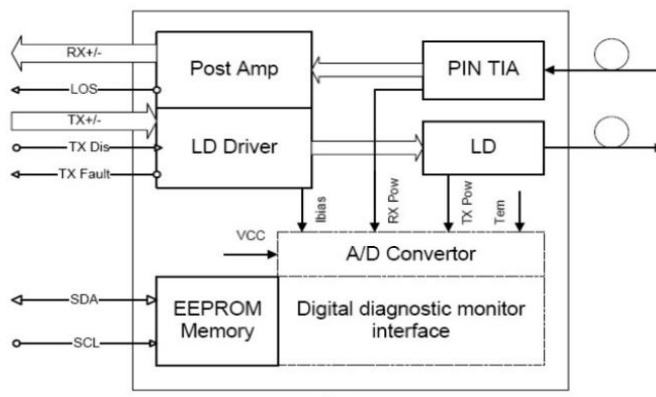 RX+/-
Post Amp
PIN TIA
LOS
TX+/-
TX Dis
LD Driver
LD
TX Fault
Ibias
RX Pow
TX Pow
Tem
VCC
A/D Convertor
SDA
EEPROM
Memory
Digital diagnostic monitor
interface
SCL